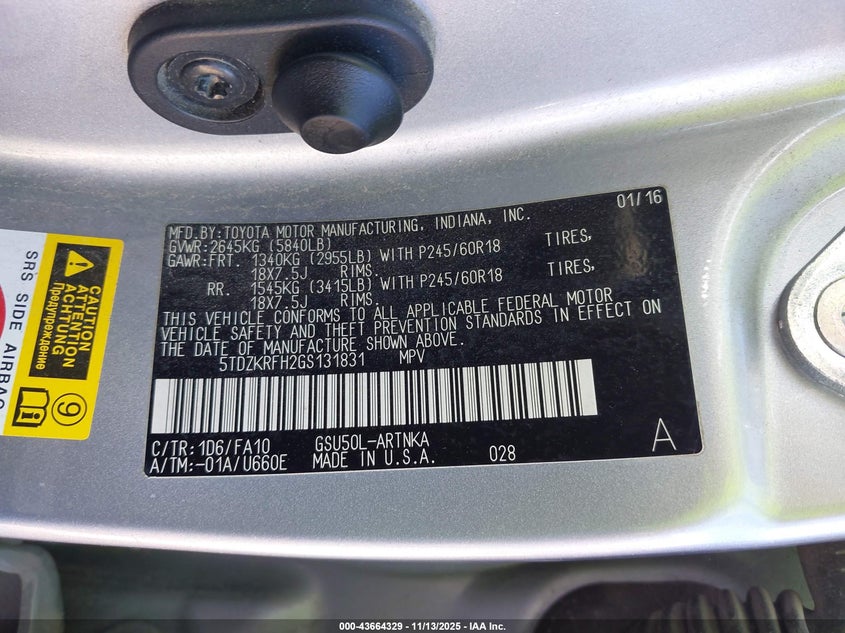 01/16
MFD.BY:TOYOTA MOTOR MANUFACTURING, INDIANA, INC.
GVWR:2645KG (5840LB)
GAWR:FRT. 1340KG (2955LB) WITH P245/60R18 TIRES,
18X7.5J RIMS.
RR. 1545KG (3415LB) WITH P245/60R18 TIRES,
18X7.5J RIMS.
THIS VEHICLE CONFORMS TO ALL APPLICABLE FEDERAL MOTOR
VEHICLE SAFETY AND THEFT PREVENTION STANDARDS IN EFFECT ON
THE DATE OF MANUFACTURE SHOWN ABOVE.
5TDZKRFH2GS131831 MPV
C/TR:1D6/FA10 GSU50L-ARTNKA A
A/TM:-01A/U660E MADE IN U.S.A. 028
SRS SIDE AIRBAG
CAUTION
ATTENTION
ACHTUNG
Предупреждение
i
9
000-43664329 - 11/13/2025 - IAA Inc.